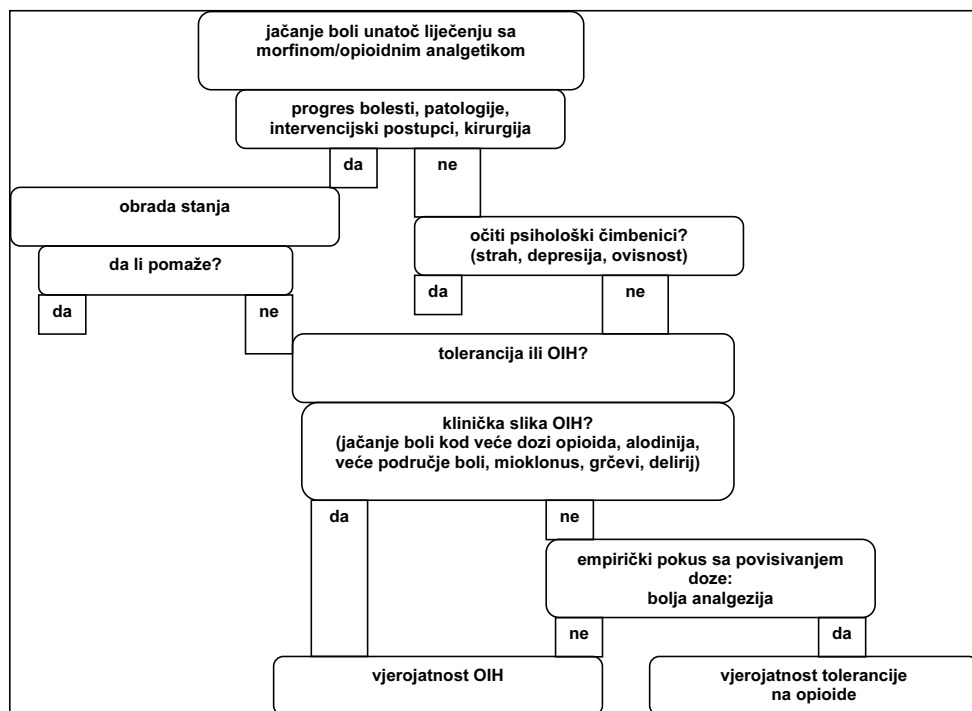 jačanje boli unatoč liječenju sa
morfinom/opioidnim analgetikom
progres bolesti, patologije,
intervencijski postupci, kirurgija
da
ne
obrada stanja
očiti psihološki čimbenici?
(strah, depresija, ovisnost)
da li pomaže?
da
ne
da
ne
tolerancija ili OIH?
klinička slika OIH?
(jačanje boli kod veće dozi opioida, alodinija,
veće područje boli, mioklonus, grčevi, delirij)
da
ne
empirički pokus sa povisivanjem
doze:
bolja analgezija
ne
da
vjerojatnost OIH
vjerojatnost tolerancije
na opioide